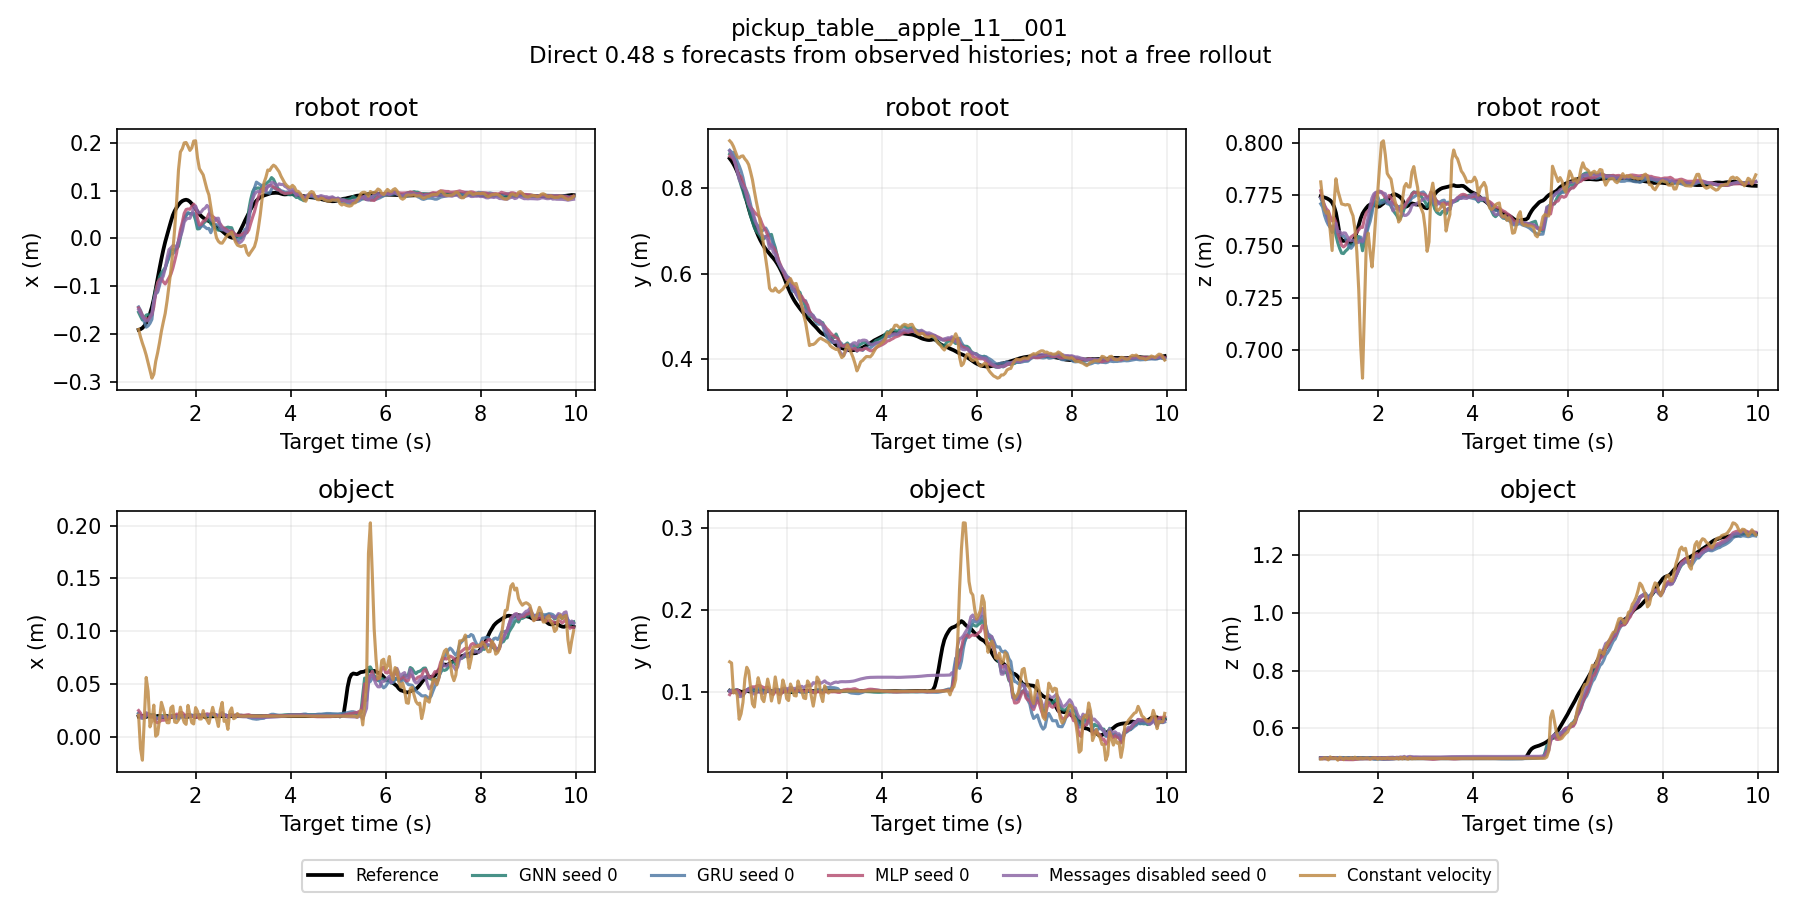 pickup_table__apple_11__001
Direct 0.48 s forecasts from observed histories; not a free rollout
robot root
robot root
robot root
0.2
0.1
0.0
−0.1
−0.2
−0.3
x (m)
2 4 6 8 10
Target time (s)
0.8
0.6
0.4
y (m)
2 4 6 8 10
Target time (s)
0.800
0.775
0.750
0.725
0.700
z (m)
2 4 6 8 10
Target time (s)
object
object
object
0.20
0.15
0.10
0.05
0.00
x (m)
2 4 6 8 10
Target time (s)
0.3
0.2
0.1
y (m)
2 4 6 8 10
Target time (s)
1.2
1.0
0.8
0.6
z (m)
2 4 6 8 10
Target time (s)
Reference GNN seed 0 GRU seed 0 MLP seed 0 Messages disabled seed 0 Constant velocity